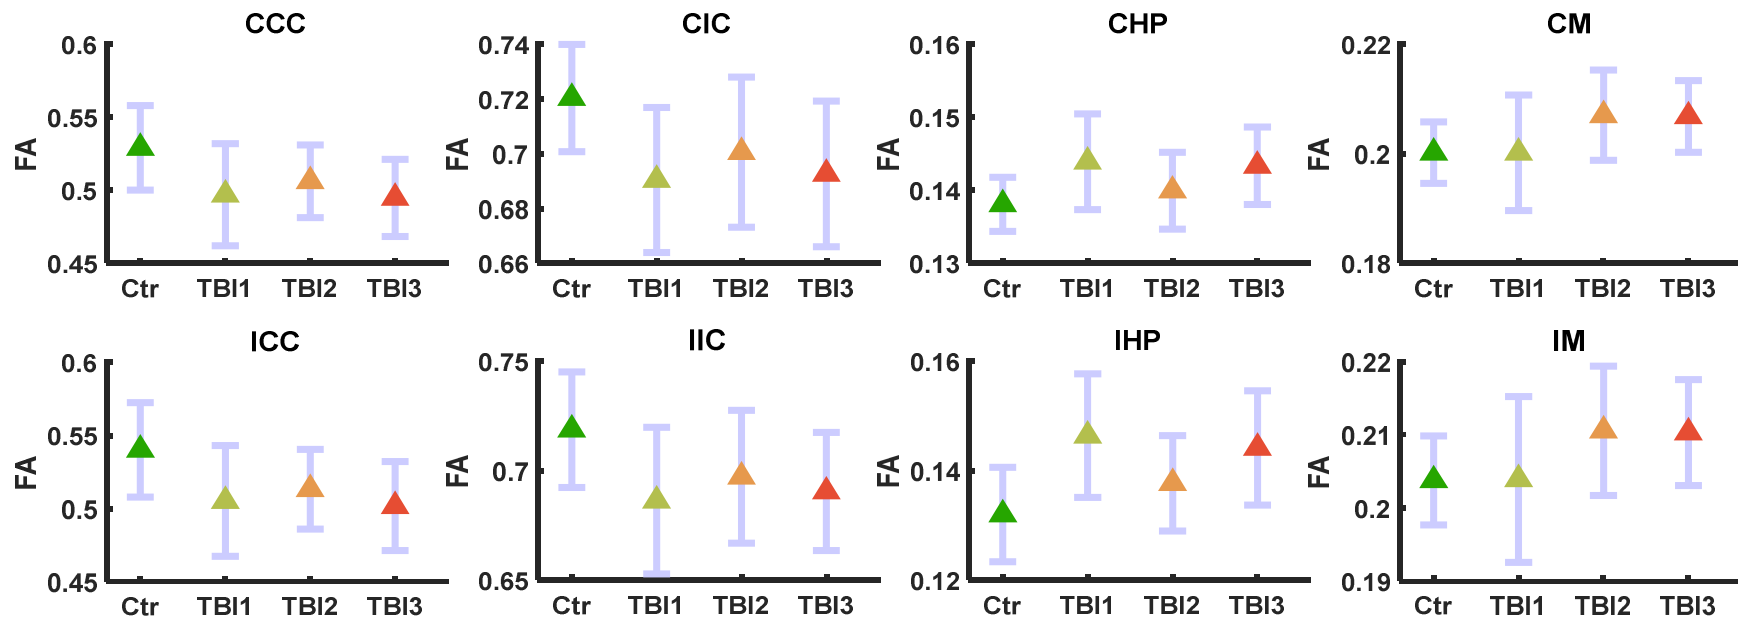 CCC
FA
0.6
0.55
0.5
0.45
Ctr TBI1 TBI2 TBI3
CIC
FA
0.74
0.72
0.7
0.68
0.66
Ctr TBI1 TBI2 TBI3
CHP
FA
0.16
0.15
0.14
0.13
Ctr TBI1 TBI2 TBI3
CM
FA
0.22
0.2
0.18
Ctr TBI1 TBI2 TBI3
ICC
FA
0.6
0.55
0.5
0.45
Ctr TBI1 TBI2 TBI3
IIC
FA
0.75
0.7
0.65
Ctr TBI1 TBI2 TBI3
IHP
FA
0.16
0.14
0.12
Ctr TBI1 TBI2 TBI3
IM
FA
0.22
0.21
0.2
0.19
Ctr TBI1 TBI2 TBI3